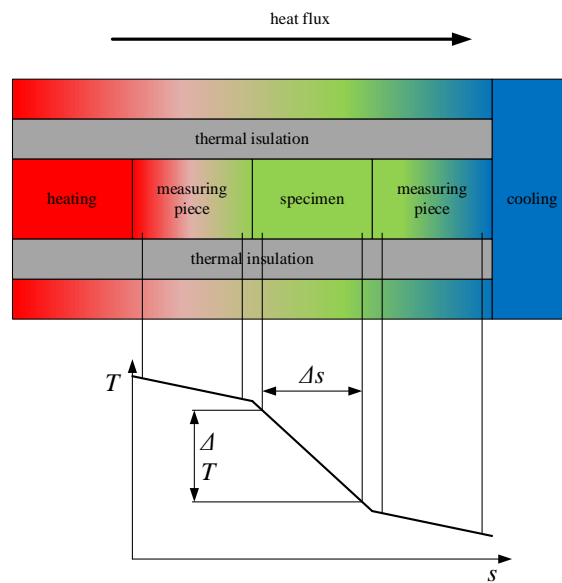 heat flux
thermal isulation
heating
measuring
piece
specimen
measuring
piece
cooling
thermal insulation
T
Δs
Δ
T
s